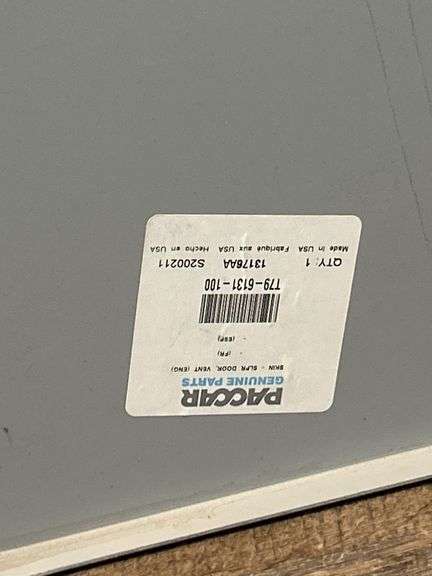 PACCAR
GENUINE PARTS
SKIN - SLPR DOOR, VENT (ENG)
- (FR)
- (ESP)
T79-6131-100
QTY: 1 13176AA S200211
Made in USA Fabriqué aux USA Hecho en USA